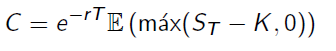 C = e^{-rT} 𝔼 (máx(S_T − K, 0))